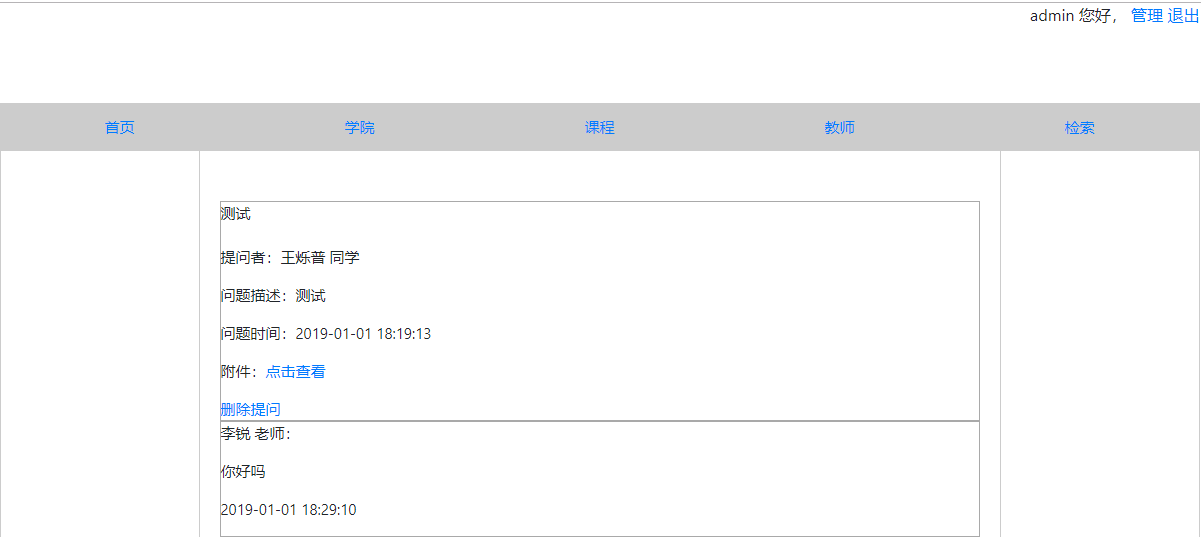 admin 您好， 管理 退出
首页 学院 课程 教师 检索
测试
提问者：王烁普 同学
问题描述：测试
问题时间：2019-01-01 18:19:13
附件：点击查看
删除提问
李锐 老师：
你好吗
2019-01-01 18:29:10